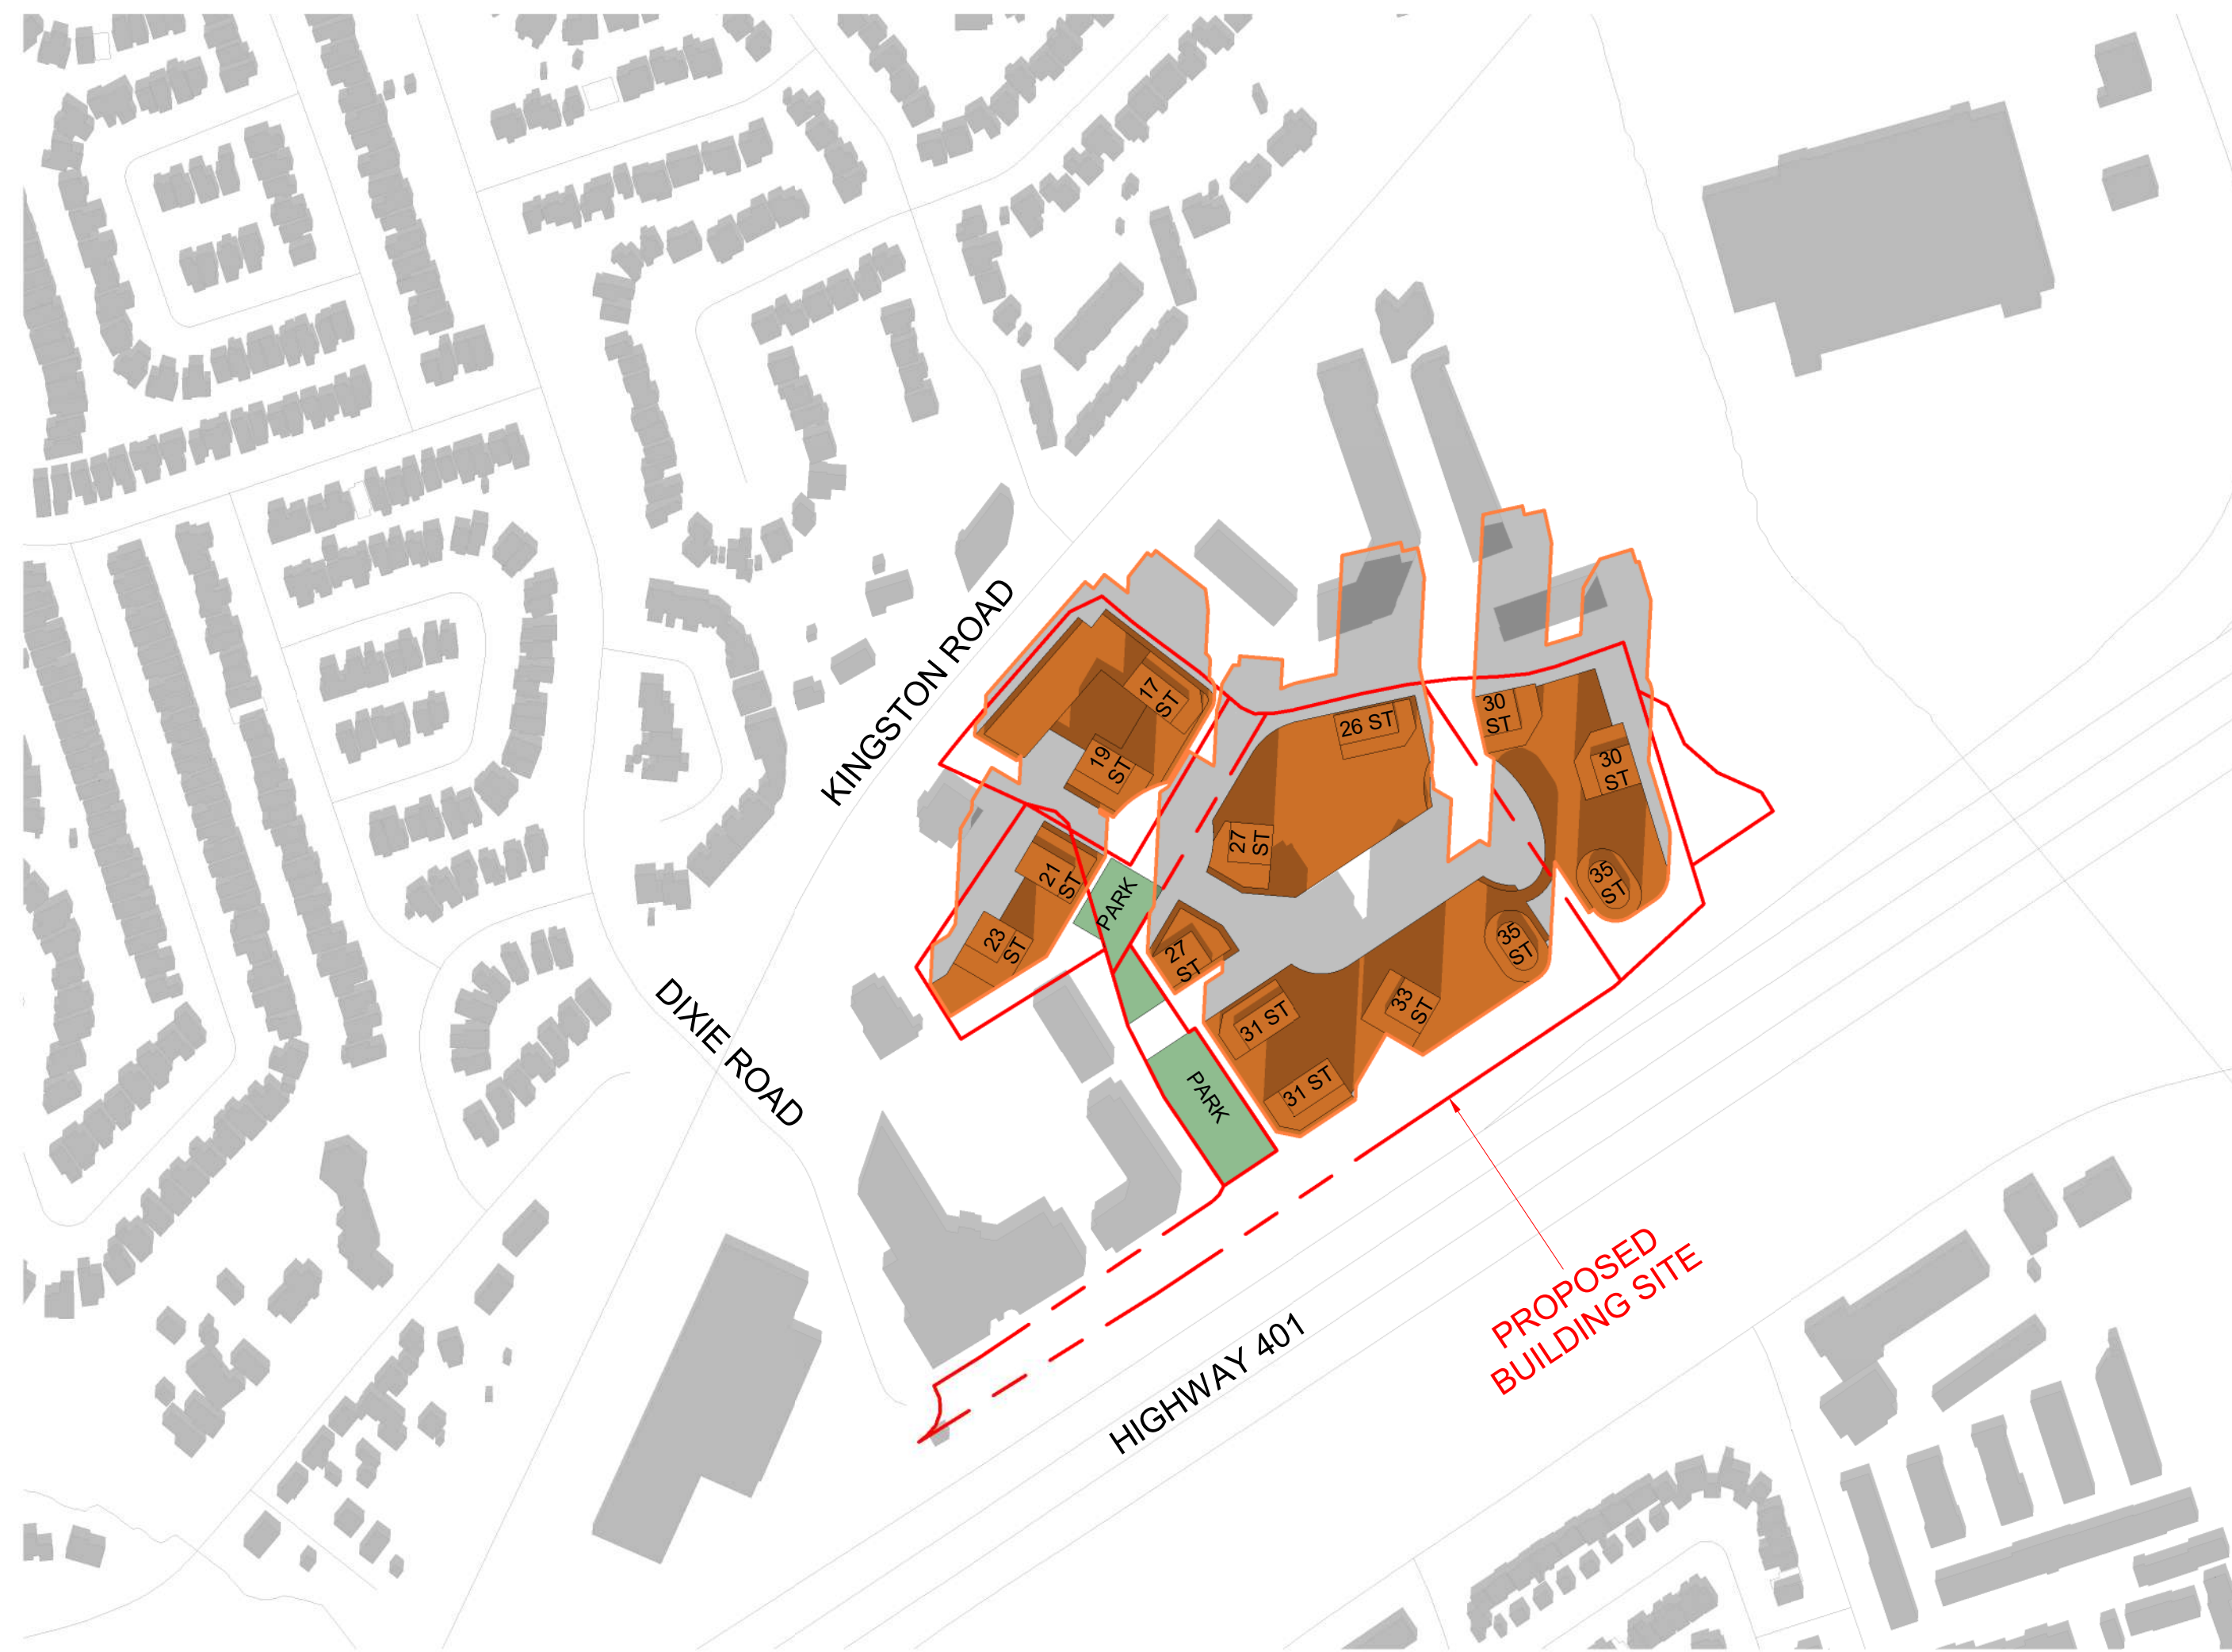 KINGSTON ROAD
17
ST
19
ST
21
ST
23
ST
26 ST
27
ST
27
ST
30
ST
30
ST
35
ST
35
ST
33
ST
31 ST
31 ST
PARK
PARK
DIXIE ROAD
HIGHWAY 401
PROPOSED
BUILDING SITE